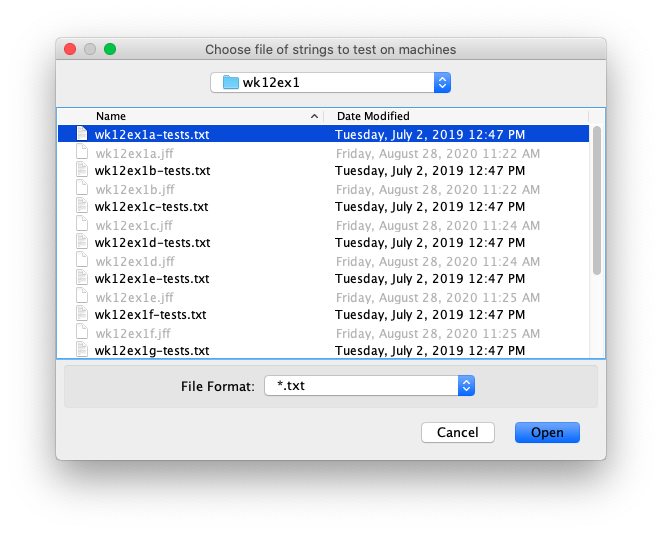 Choose file of strings to test on machines
wk12ex1
Name Date Modified
wk12ex1a-tests.txt Tuesday, July 2, 2019 12:47 PM
wk12ex1a.jff Friday, August 28, 2020 11:22 AM
wk12ex1b-tests.txt Tuesday, July 2, 2019 12:47 PM
wk12ex1b.jff Friday, August 28, 2020 11:22 AM
wk12ex1c-tests.txt Tuesday, July 2, 2019 12:47 PM
wk12ex1c.jff Friday, August 28, 2020 11:24 AM
wk12ex1d-tests.txt Tuesday, July 2, 2019 12:47 PM
wk12ex1d.jff Friday, August 28, 2020 11:24 AM
wk12ex1e-tests.txt Tuesday, July 2, 2019 12:47 PM
wk12ex1e.jff Friday, August 28, 2020 11:25 AM
wk12ex1f-tests.txt Tuesday, July 2, 2019 12:47 PM
wk12ex1f.jff Friday, August 28, 2020 11:25 AM
wk12ex1g-tests.txt Tuesday, July 2, 2019 12:47 PM
File Format: *.txt
Cancel Open